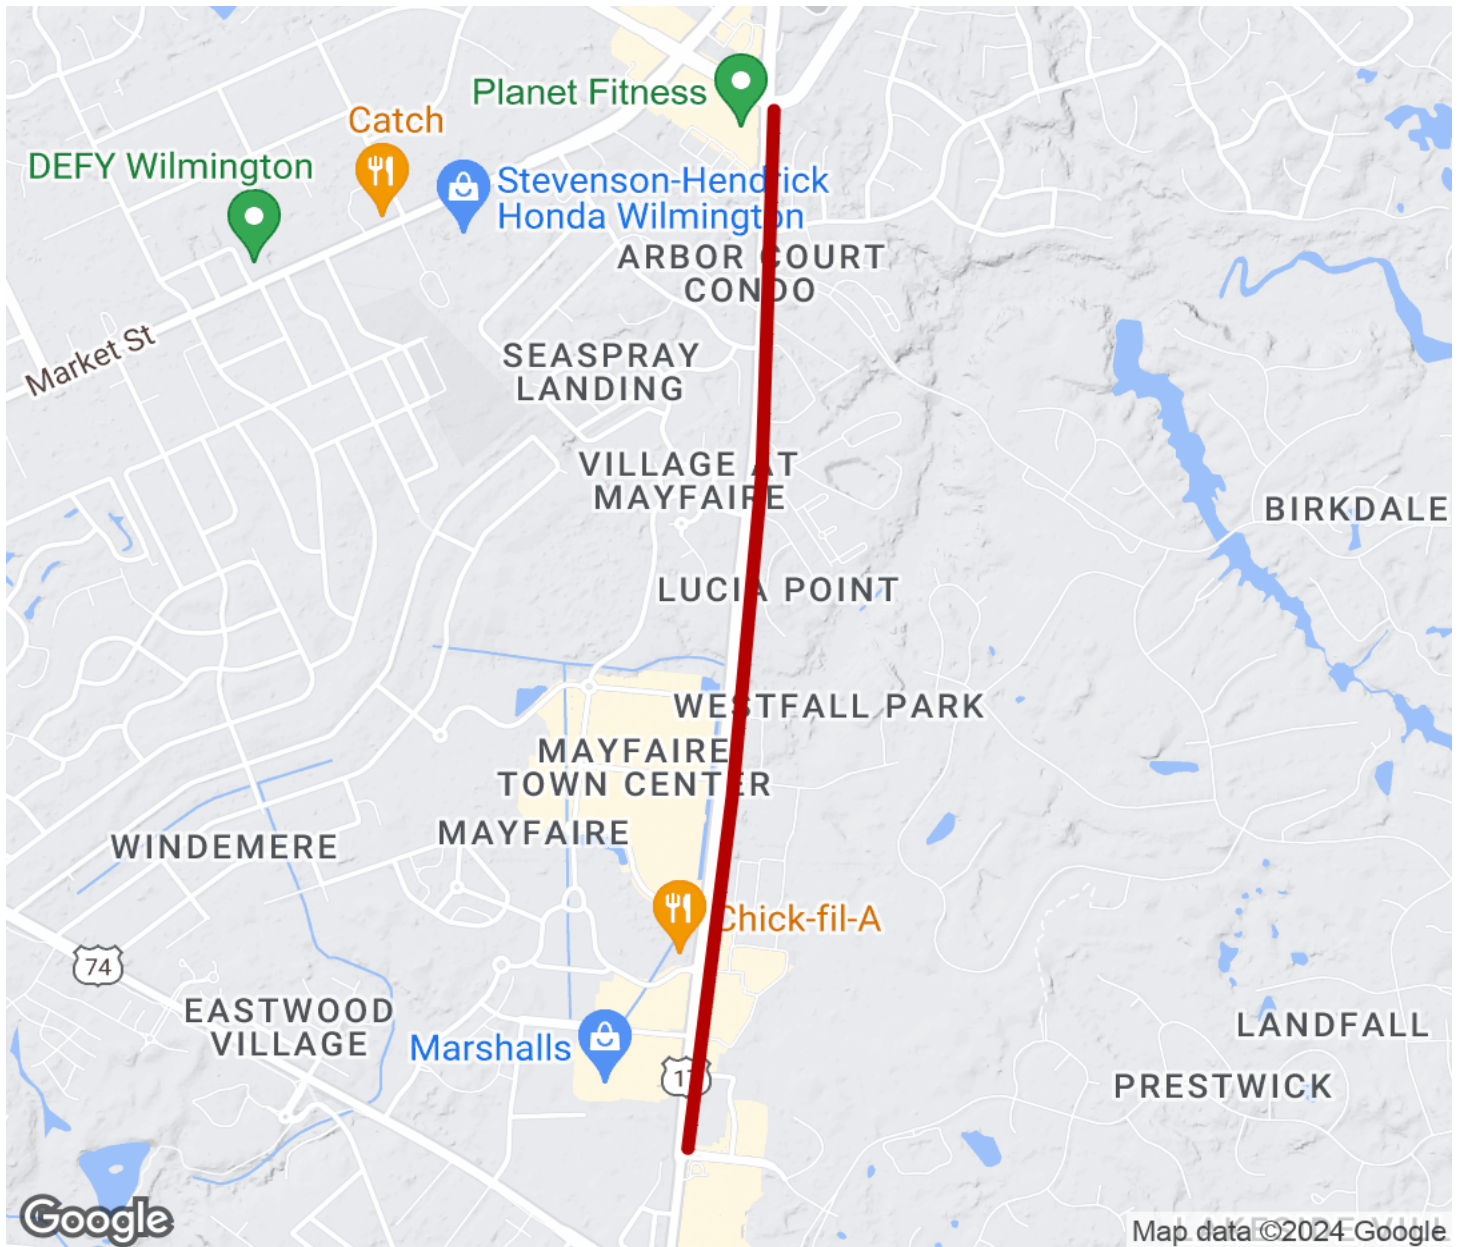 Planet Fitness
Catch
DEFY Wilmington
Stevenson-Hendrick
Honda Wilmington
ARBOR COURT
CONDO
Market St
SEASPRAY
LANDING
VILLAGE AT
MAYFAIRE
BIRKDALE
LUCIA POINT
WESTFALL PARK
MAYFAIRE
TOWN CENTER
MAYFAIRE
WINDEMERE
Chick-fil-A
74
EASTWOOD
VILLAGE
LANDFALL
Marshalls
17
PRESTWICK
Google
Map data ©2024 Google